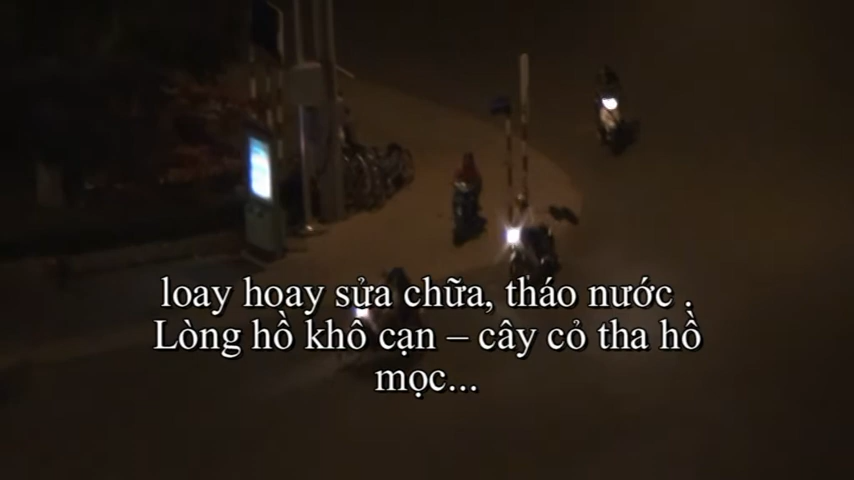 loay hoay sửa chữa, tháo nước .
Lòng hồ khô cạn – cây cỏ tha hồ
mọc...